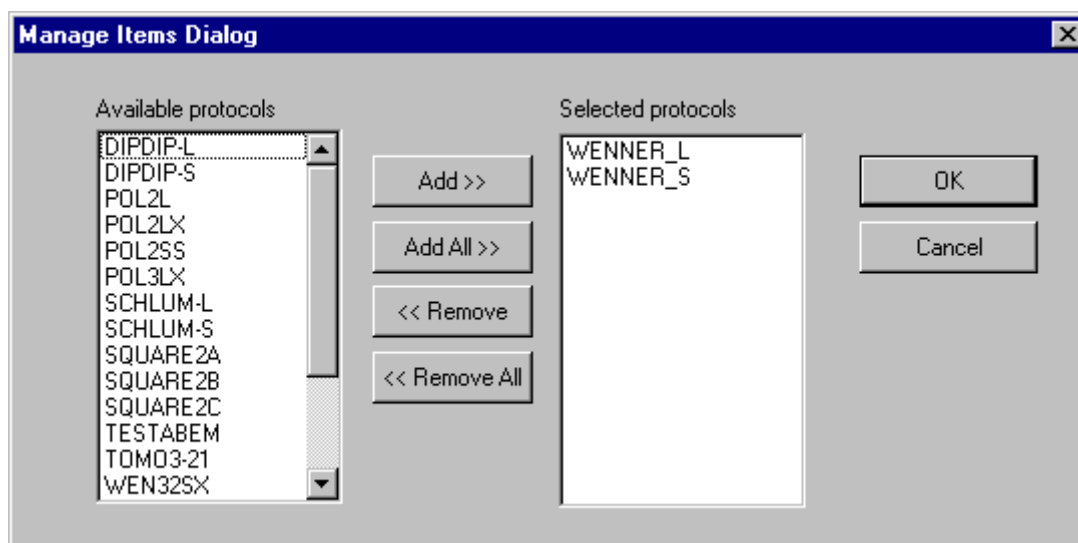 Manage Items Dialog
Available protocols
DIPDIP-L
DIPDIP-S
POL2L
POL2LX
POL2SS
POL3LX
SCHLUM-L
SCHLUM-S
SQUARE2A
SQUARE2B
SQUARE2C
TESTABEM
TOMO3-21
WEN32SX
Add >>
Add All >>
<< Remove
<< Remove All
Selected protocols
WENNER_L
WENNER_S
OK
Cancel